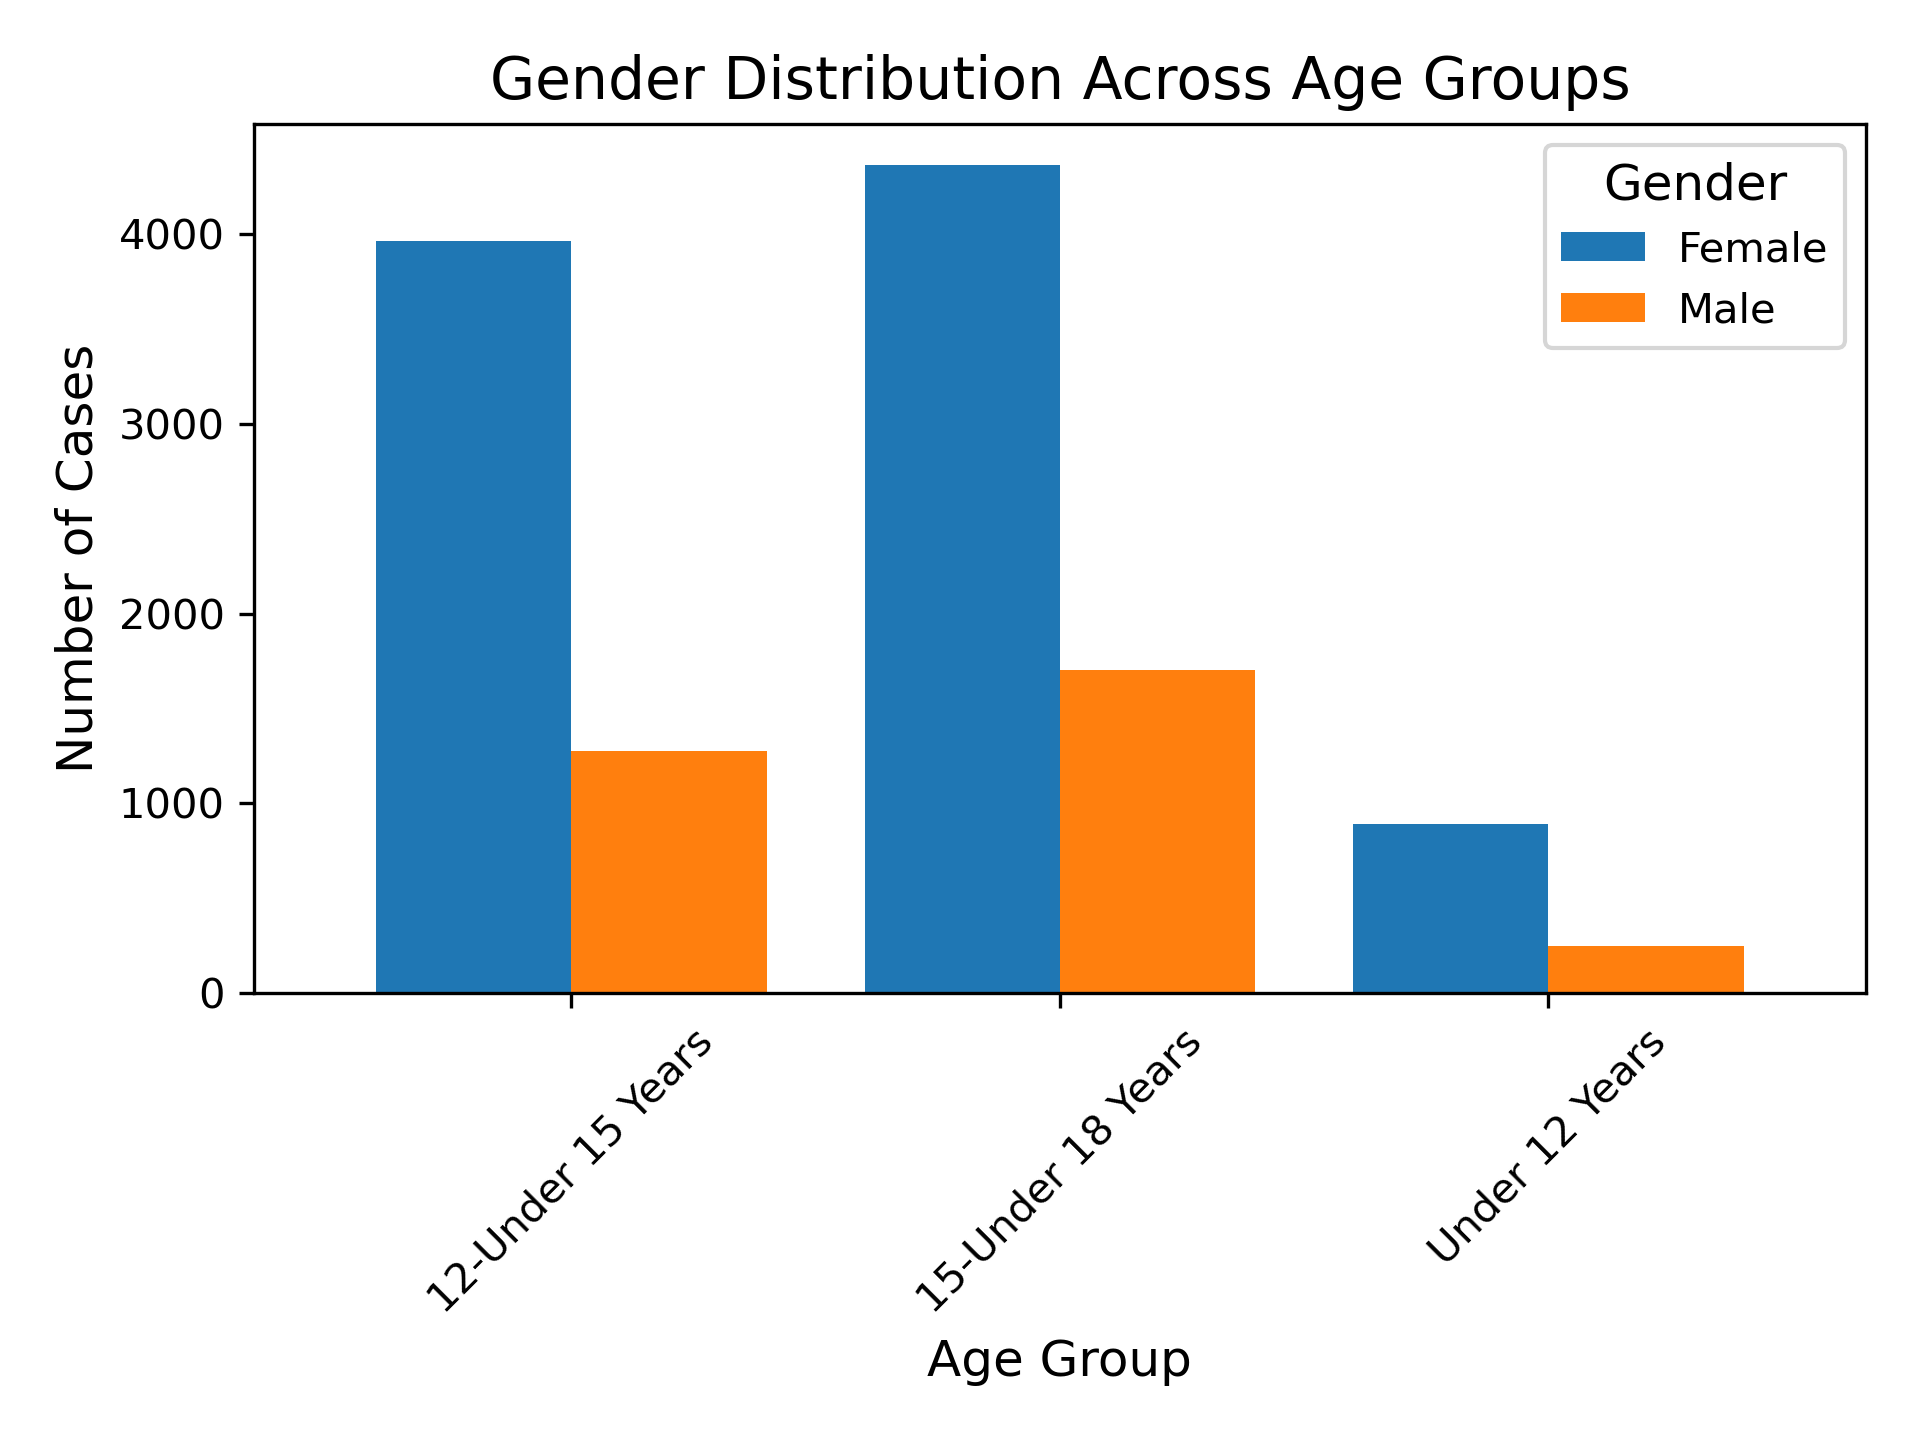 Gender Distribution Across Age Groups
Gender
Female
Male
Number of Cases
4000
3000
2000
1000
0
12-Under 15 Years
15-Under 18 Years
Under 12 Years
Age Group